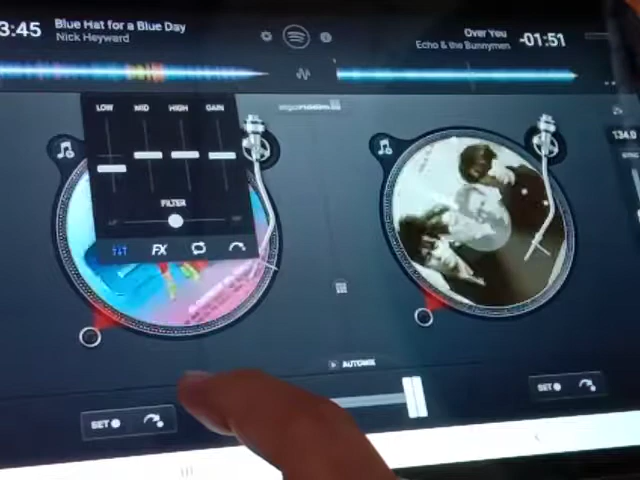 3:45
Blue Hat for a Blue Day
Nick Heyward
Over You
Echo & the Bunnymen
-01:51
LOW MID HIGH GAIN
134.0
FILTER
FX
AUTOMIX
SET
SET